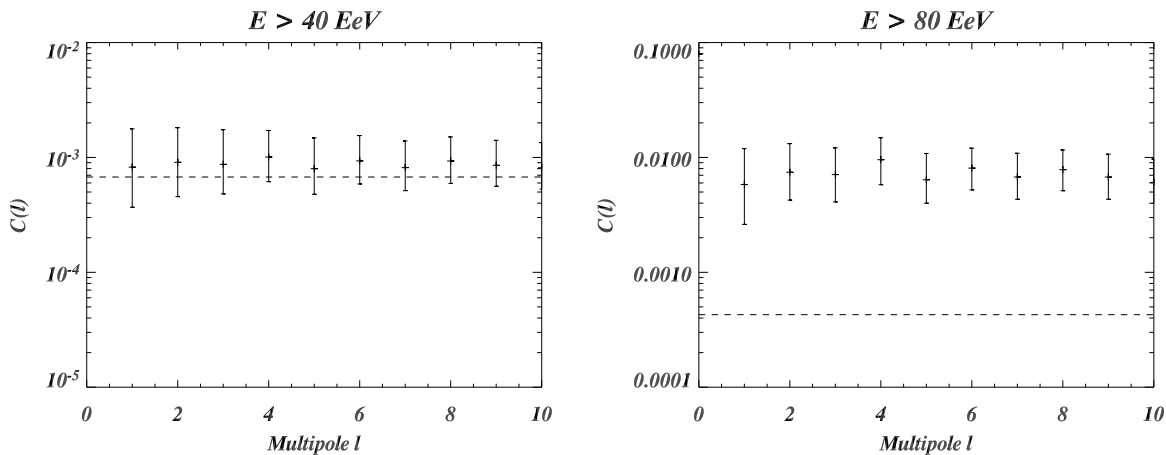 E > 40 EeV
10-2
10-3
10-4
10-5
C(l)
0 2 4 6 8 10
Multipole l
E > 80 EeV
0.1000
0.0100
0.0010
0.0001
C(l)
0 2 4 6 8 10
Multipole l